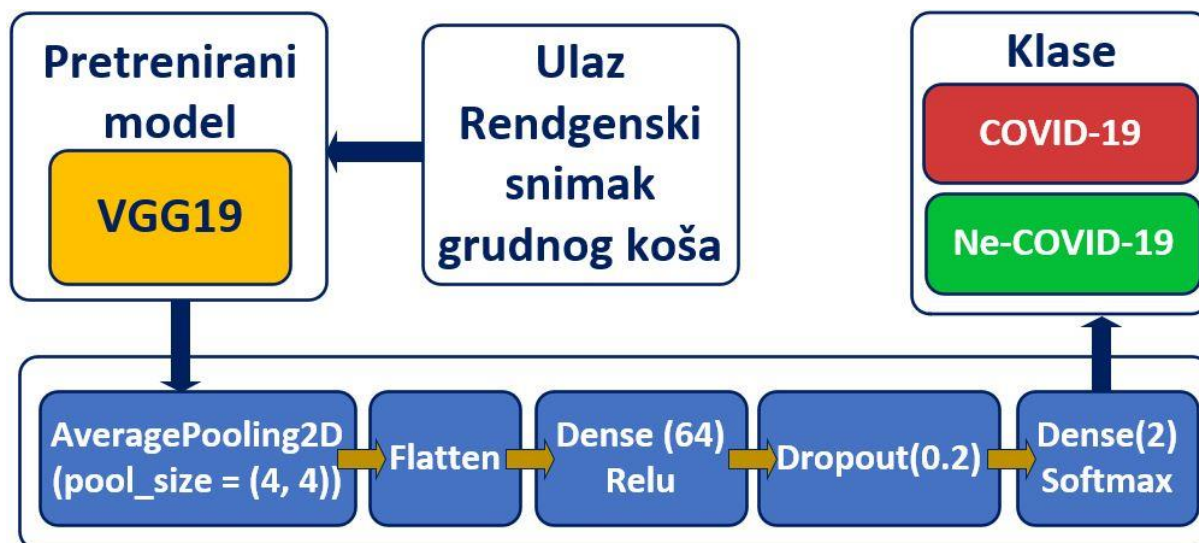 Pretrenirani
model
VGG19
Ulaz
Rendgenski
snimak
grudnog koša
Klase
COVID-19
Ne-COVID-19
AveragePooling2D
(pool_size = (4, 4))
Flatten
Dense (64)
Relu
Dropout(0.2)
Dense(2)
Softmax